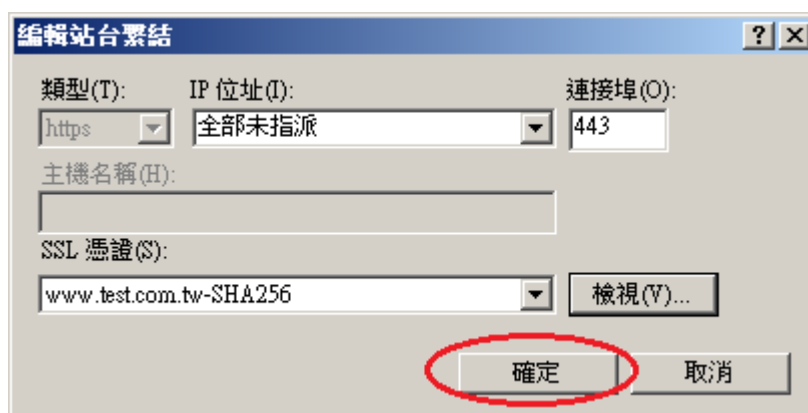 編輯站台繫結
類型(T): IP 位址(I): 連接埠(O):
https 全部未指派 443
主機名稱(H):
SSL 憑證(S):
www.test.com.tw-SHA256 檢視(V)...
確定 取消